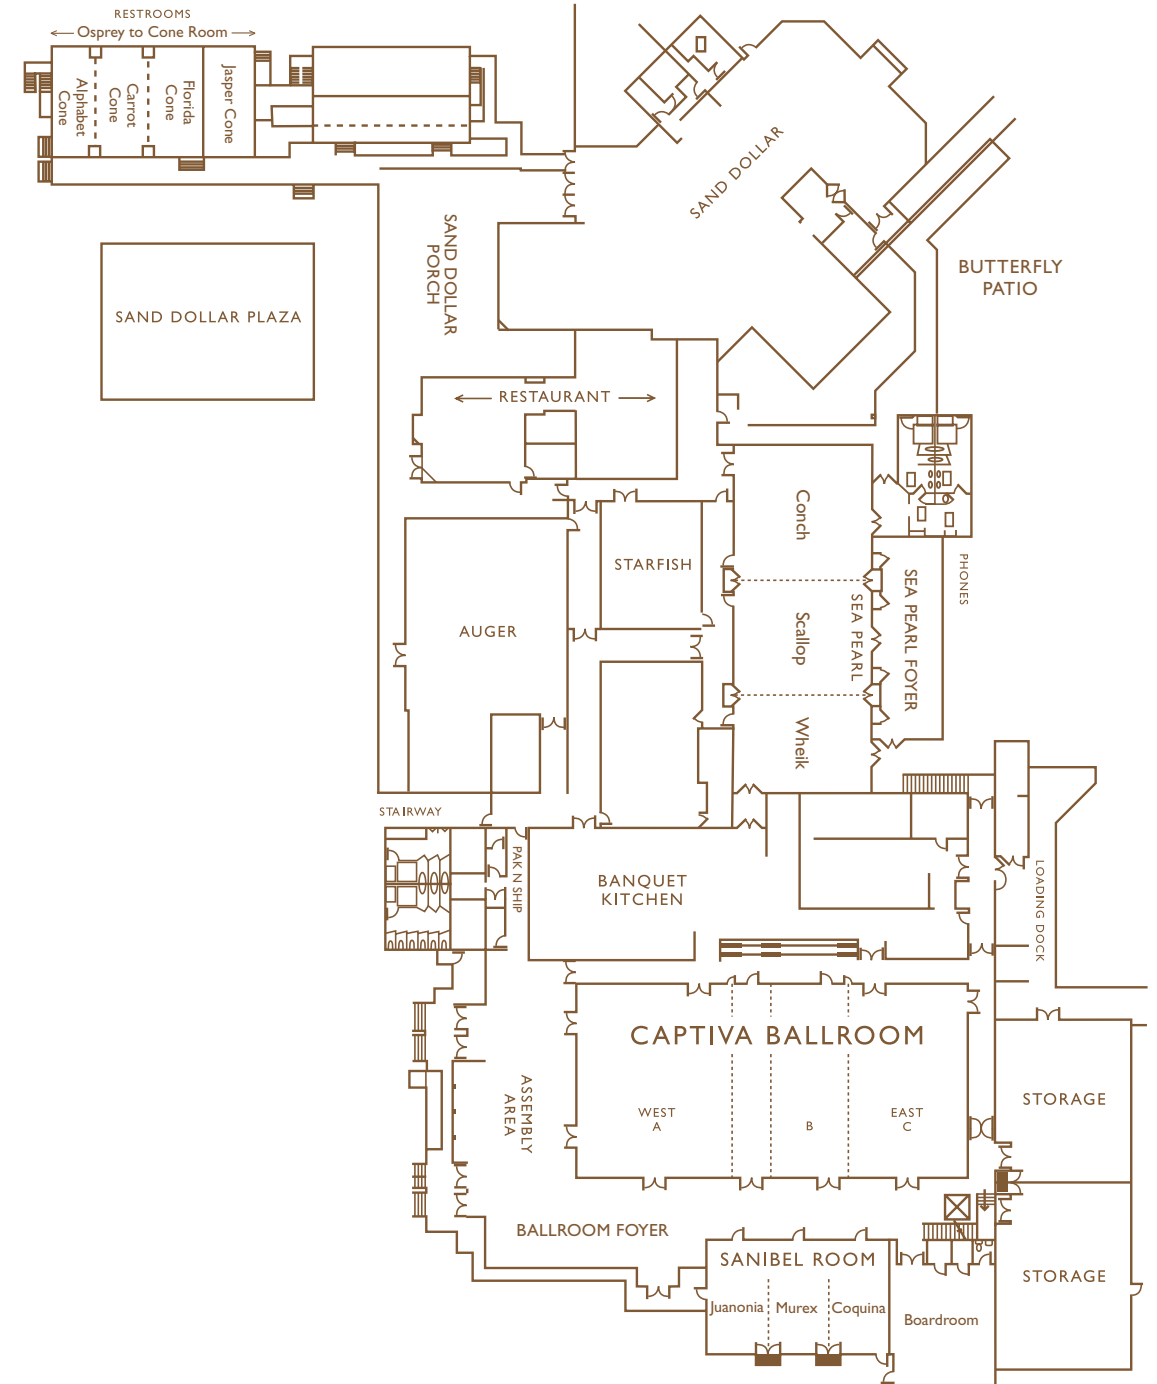 RESTROOMS
Osprey to Cone Room
Alphabet
Cone
Carrot
Cone
Florida
Cone
Jasper Cone
SAND DOLLAR
SAND DOLLAR
PORCH
BUTTERFLY
PATIO
SAND DOLLAR PLAZA
RESTAURANT
Conch
STARFISH
PHONES
AUGER
Scallop
SEA PEARL
SEA PEARL FOYER
Wheik
STAIRWAY
PAK N SHIP
BANQUET
KITCHEN
LOADING DOCK
CAPTIVA BALLROOM
ASSEMBLY
AREA
WEST
A
B
EAST
C
STORAGE
BALLROOM FOYER
SANIBEL ROOM
STORAGE
Juanonia
Murex
Coquina
Boardroom